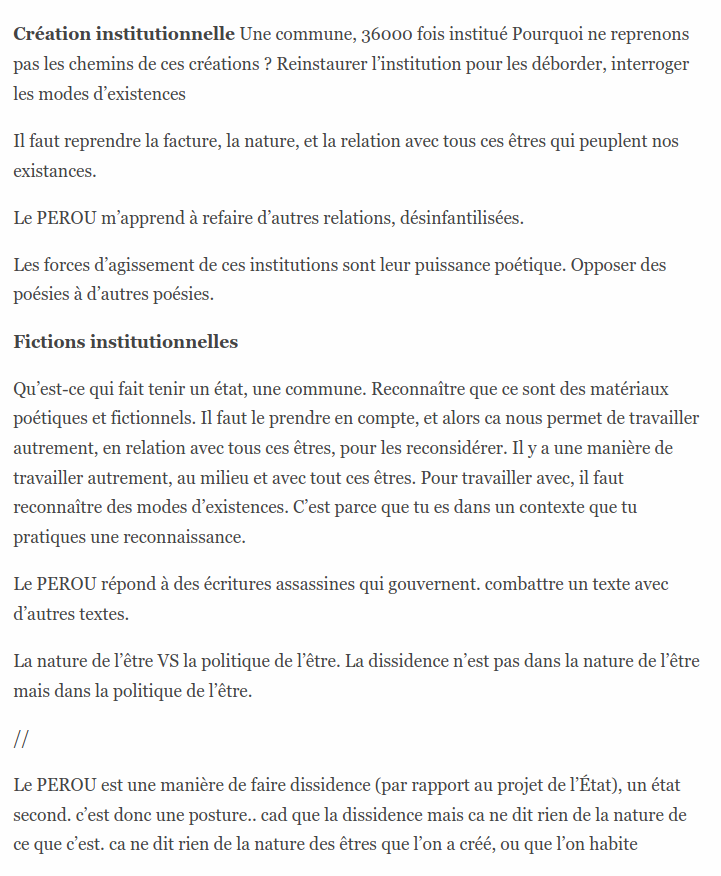 Création institutionnelle Une commune, 36000 fois institué Pourquoi ne reprenons
pas les chemins de ces créations ? Reinstaurer l’institution pour les déborder, interroger
les modes d’existences
Il faut reprendre la facture, la nature, et la relation avec tous ces êtres qui peuplent nos
existances.
Le PEROU m’apprend à refaire d’autres relations, désinfantilisées.
Les forces d’agissement de ces institutions sont leur puissance poétique. Opposer des
poésies à d’autres poésies.
Fictions institutionnelles
Qu’est-ce qui fait tenir un état, une commune. Reconnaître que ce sont des matériaux
poétiques et fictionnels. Il faut le prendre en compte, et alors ca nous permet de travailler
autrement, en relation avec tous ces êtres, pour les reconsidérer. Il y a une manière de
travailler autrement, au milieu et avec tout ces êtres. Pour travailler avec, il faut
reconnaître des modes d’existences. C’est parce que tu es dans un contexte que tu
pratiques une reconnaissance.
Le PEROU répond à des écritures assassines qui gouvernent. combattre un texte avec
d’autres textes.
La nature de l’être VS la politique de l’être. La dissidence n’est pas dans la nature de l’être
mais dans la politique de l’être.
//
Le PEROU est une manière de faire dissidence (par rapport au projet de l’État), un état
second. c’est donc une posture.. cad que la dissidence mais ca ne dit rien de la nature de
ce que c’est. ca ne dit rien de la nature des êtres que l’on a créé, ou que l’on habite